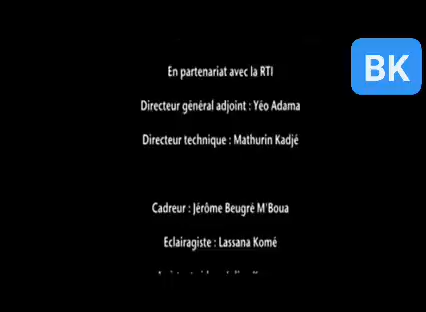 En partenariat avec la RTI
BK
Directeur général adjoint : Yéo Adama
Directeur technique : Mathurin Kadjé
Cadreur : Jérôme Beugré M'Boua
Eclairagiste : Lassana Komé